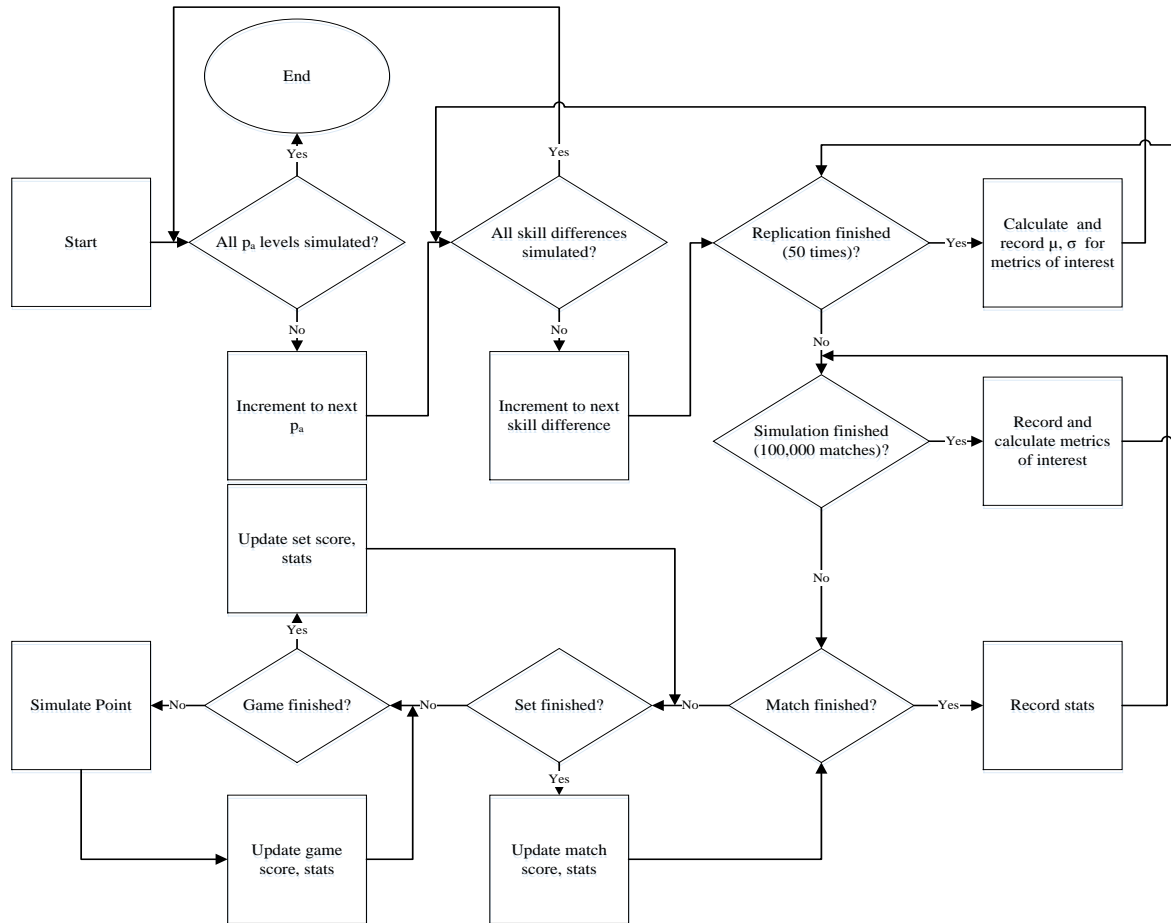 End
Yes
Yes
Start
All pa levels simulated?
All skill differences
simulated?
Replication finished
(50 times)?
Yes
Calculate and
record μ, σ for
metrics of interest
No
No
No
Increment to next
pa
Increment to next
skill difference
Simulation finished
(100,000 matches)?
Yes
Record and
calculate metrics
of interest
Update set score,
stats
No
Yes
Simulate Point
No
Game finished?
No
Set finished?
No
Match finished?
Yes
Record stats
Yes
Update game
score, stats
Update match
score, stats